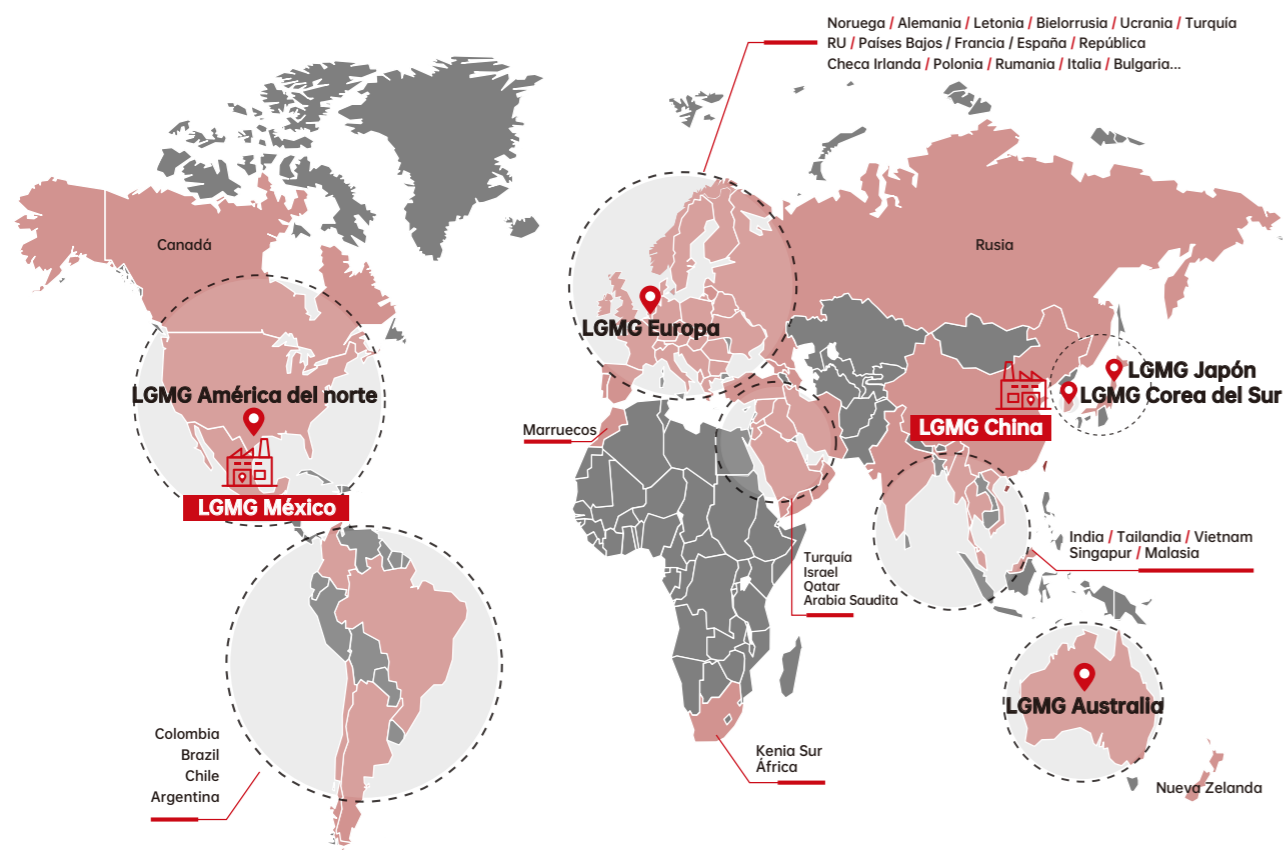 Noruega / Alemania / Letonia / Bielorrusia / Ucrania / Turquía
RU / Países Bajos / Francia / España / República
Checa Irlanda / Polonia / Rumania / Italia / Bulgaria...
Canadá
Rusia
LGMG Europa
LGMG América del norte
LGMG Japón
LGMG Corea del Sur
LGMG China
Marruecos
LGMG México
India / Tailandia / Vietnam
Singapur / Malasia
Turquía
Israel
Qatar
Arabia Saudita
LGMG Australia
Colombia
Brazil
Chile
Argentina
Kenia Sur
África
Nueva Zelanda